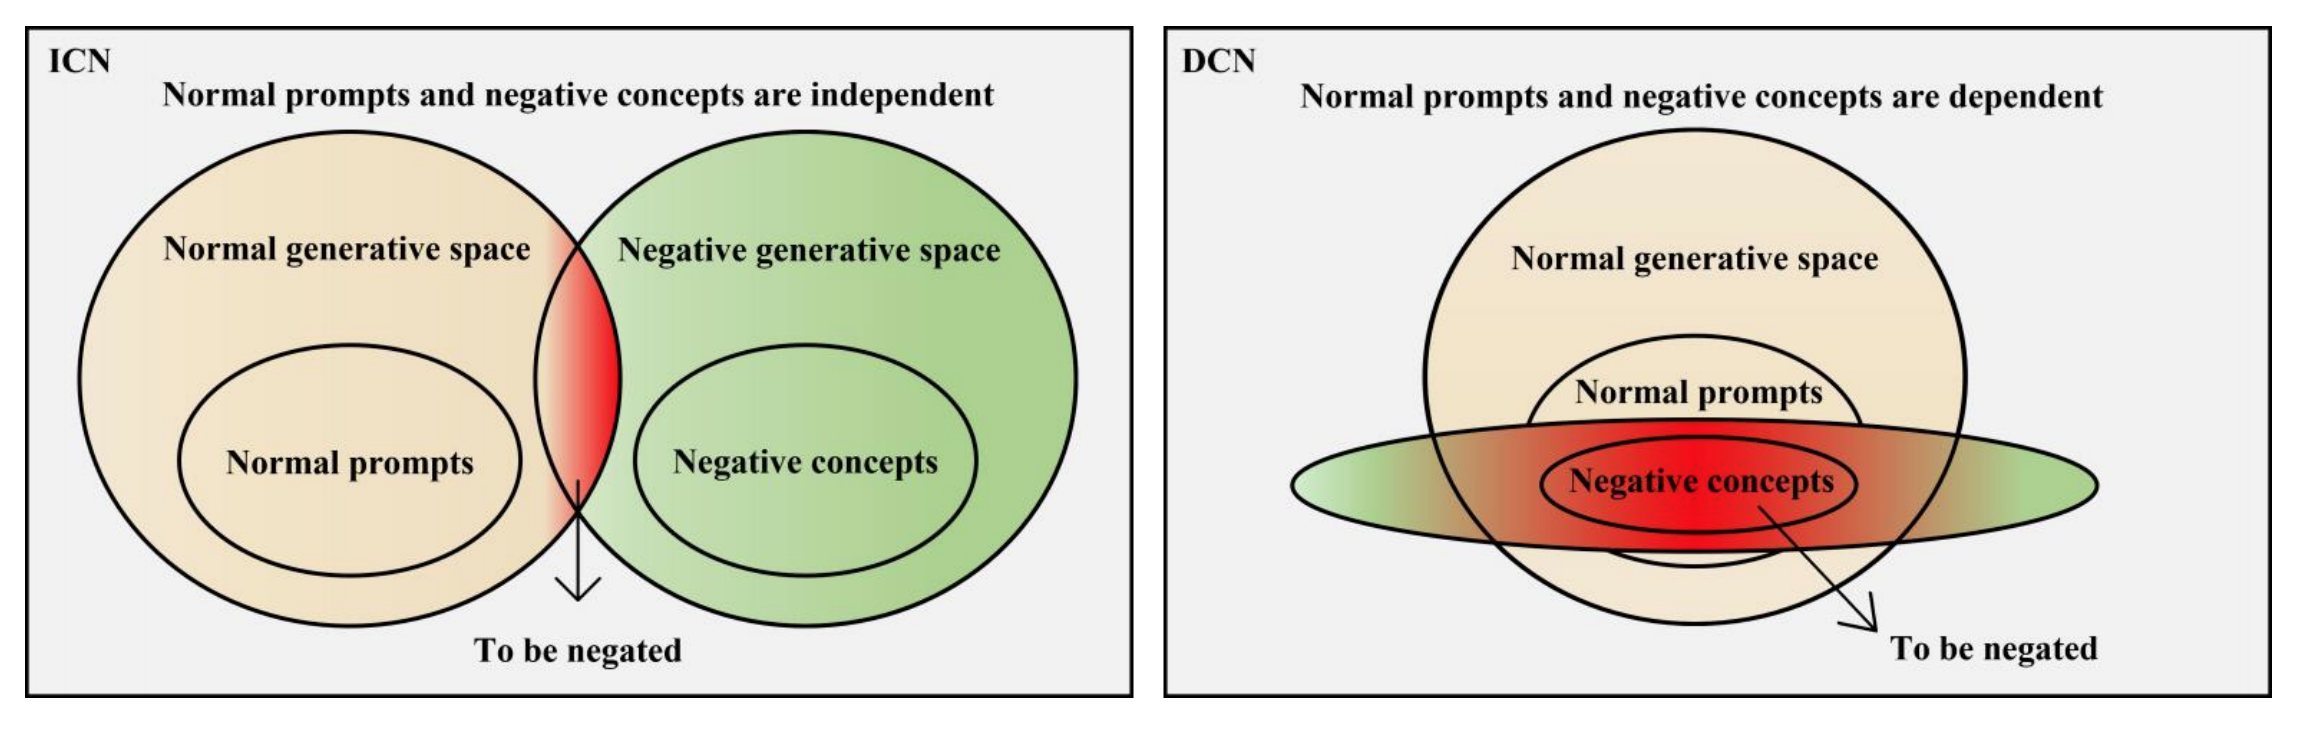 ICN
Normal prompts and negative concepts are independent
Normal generative space
Negative generative space
Normal prompts
Negative concepts
To be negated
DCN
Normal prompts and negative concepts are dependent
Normal generative space
Normal prompts
Negative concepts
To be negated